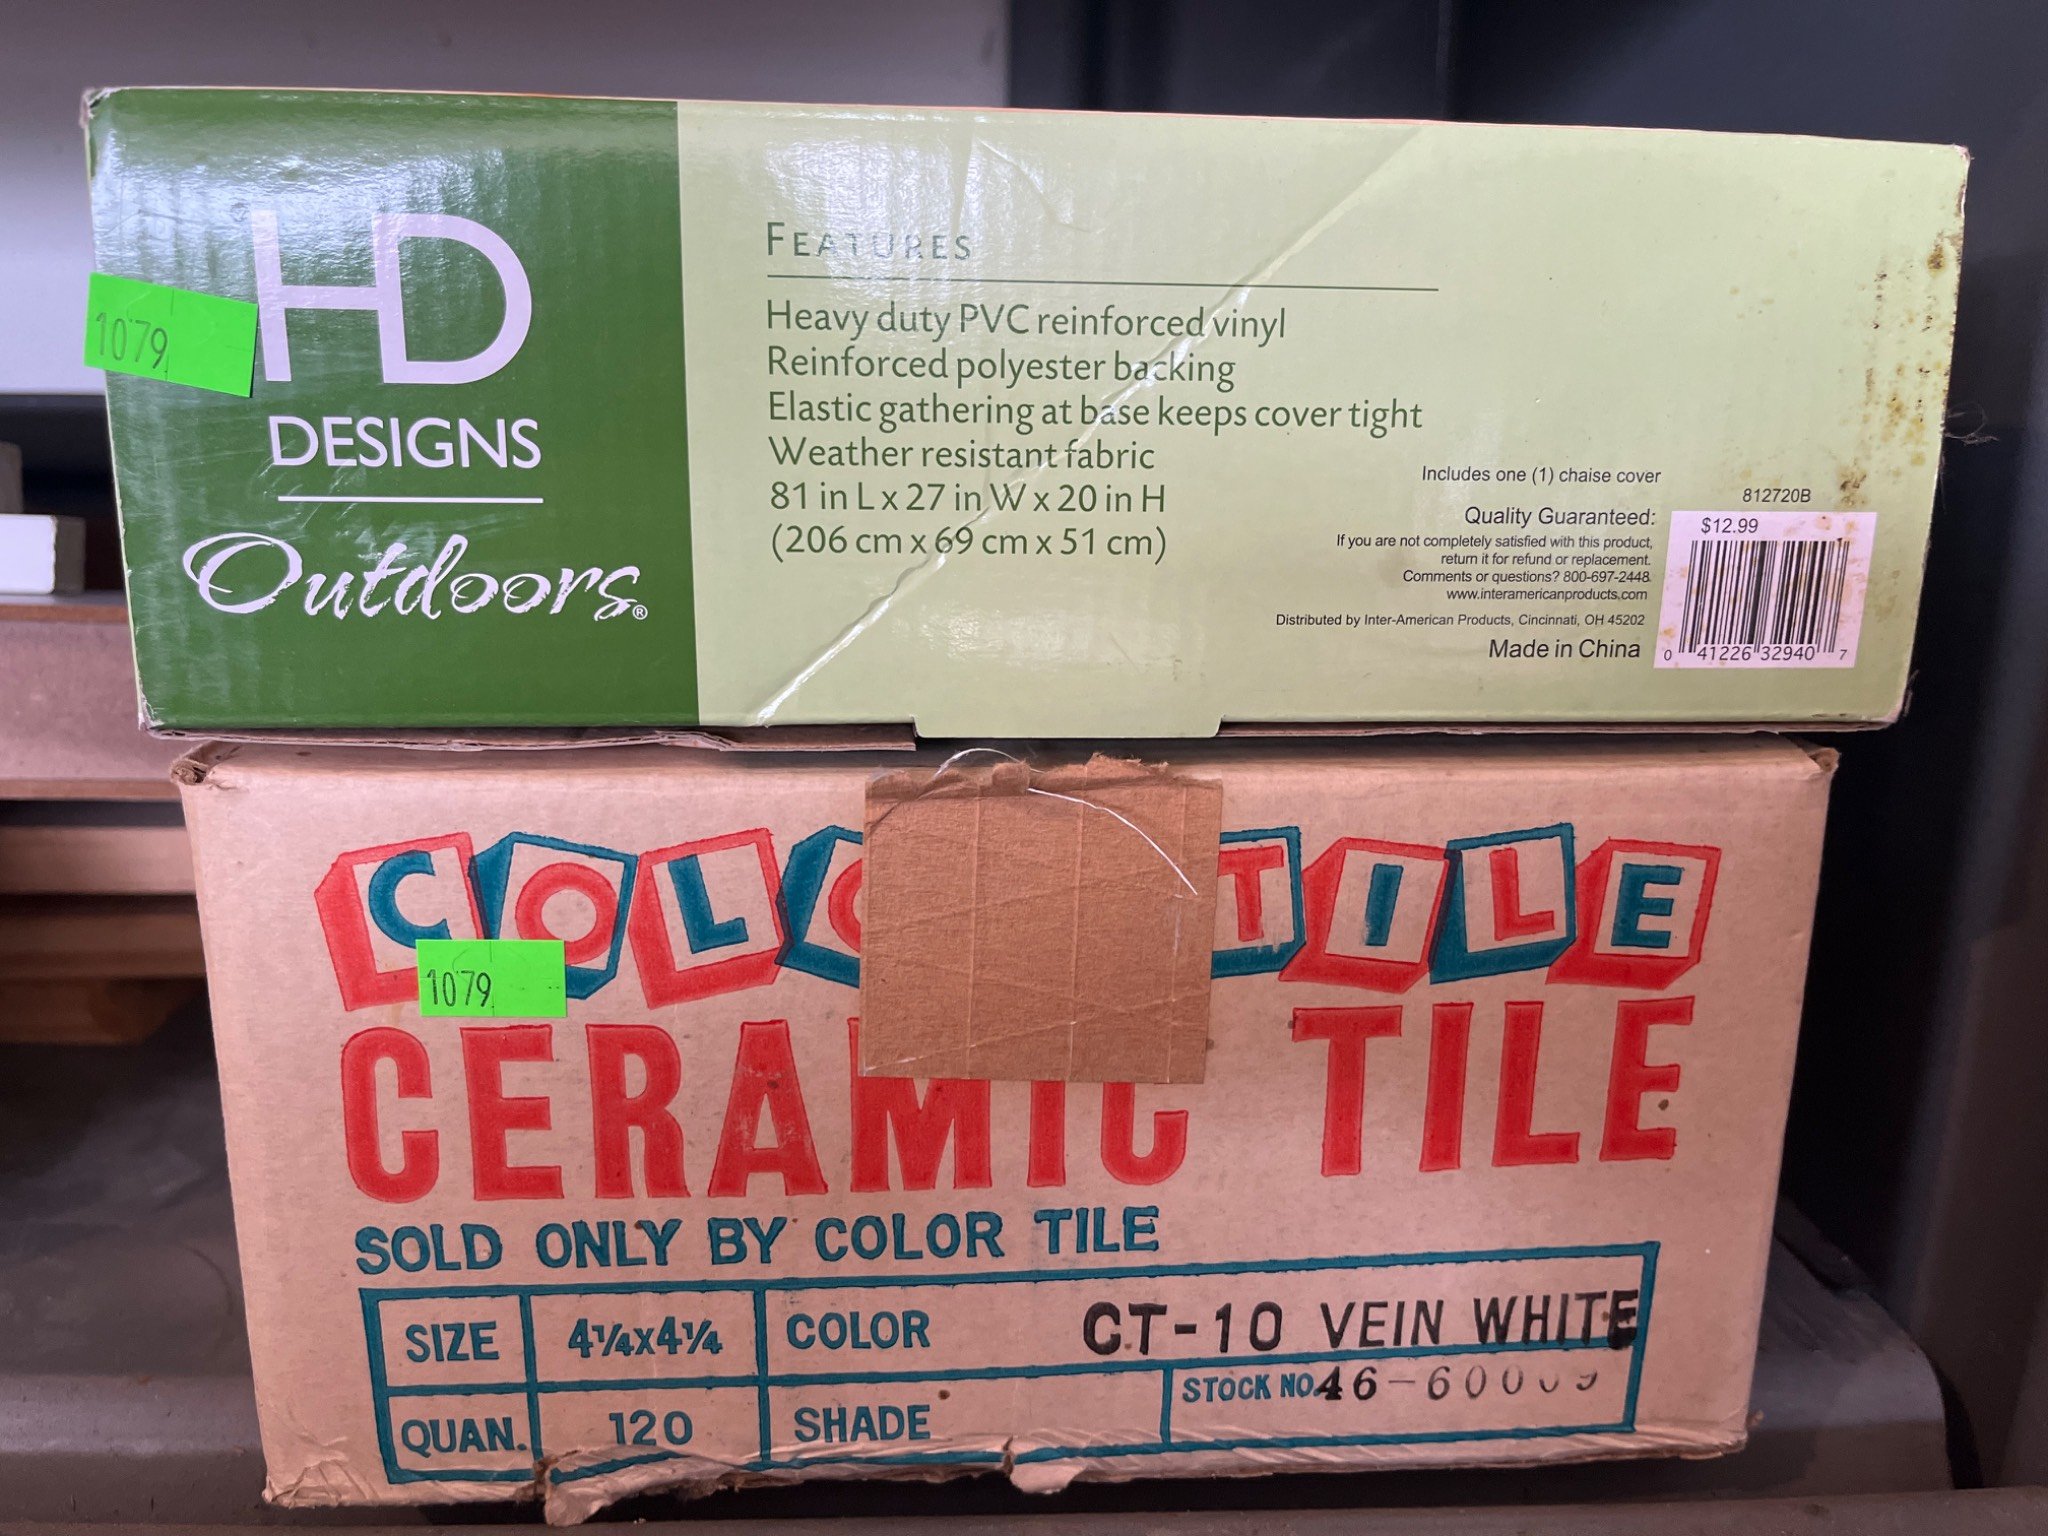 HD
DESIGNS
Outdoors®
1079
FEATURES
Heavy duty PVC reinforced vinyl
Reinforced polyester backing
Elastic gathering at base keeps cover tight
Weather resistant fabric
81 in L x 27 in W x 20 in H
(206 cm x 69 cm x 51 cm)
Includes one (1) chaise cover
Quality Guaranteed:
If you are not completely satisfied with this product,
return it for refund or replacement.
Comments or questions? 800-697-2448
www.interamericanproducts.com
Distributed by Inter-American Products, Cincinnati, OH 45202
Made in China
812720B
$12.99
0 41226 32940 7
COLO TILE
1079
CERAMIC TILE
SOLD ONLY BY COLOR TILE
SIZE 4¼x4¼ COLOR CT-10 VEIN WHITE
QUAN. 120 SHADE STOCK NO.